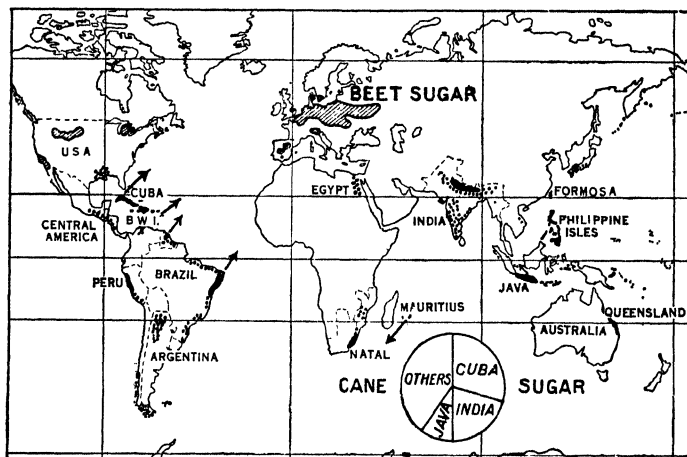 BEET SUGAR
USA
CUBA
B.W.I.
CENTRAL
AMERICA
PERU
BRAZIL
ARGENTINA
EGYPT
INDIA
FORMOSA
PHILIPPINE
ISLES
JAVA
MAURITIUS
QUEENSLAND
AUSTRALIA
NATAL
CANE
SUGAR
OTHERS
CUBA
JAVA
INDIA